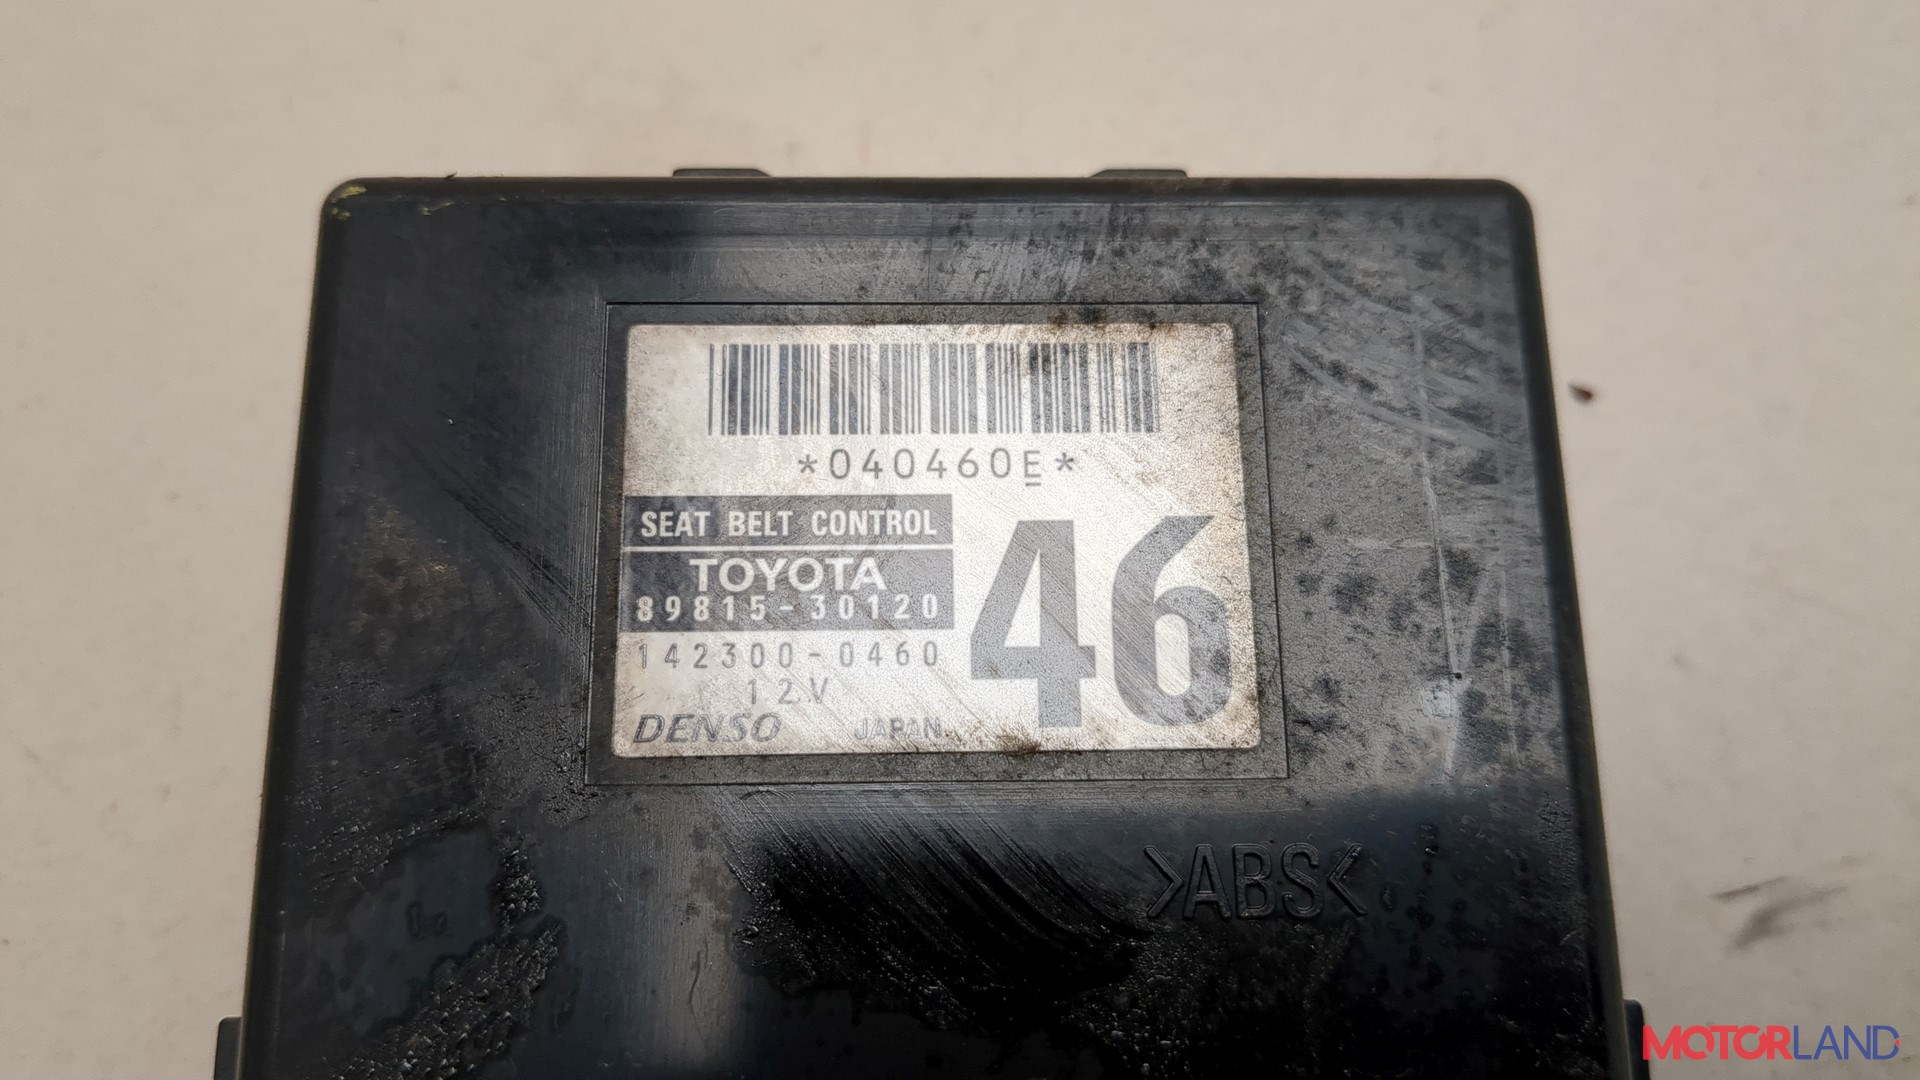 *040460E*
SEAT BELT CONTROL
TOYOTA
89815-30120
46
142300-0460
12V
DENSO JAPAN
>ABS<
MOTORLAND